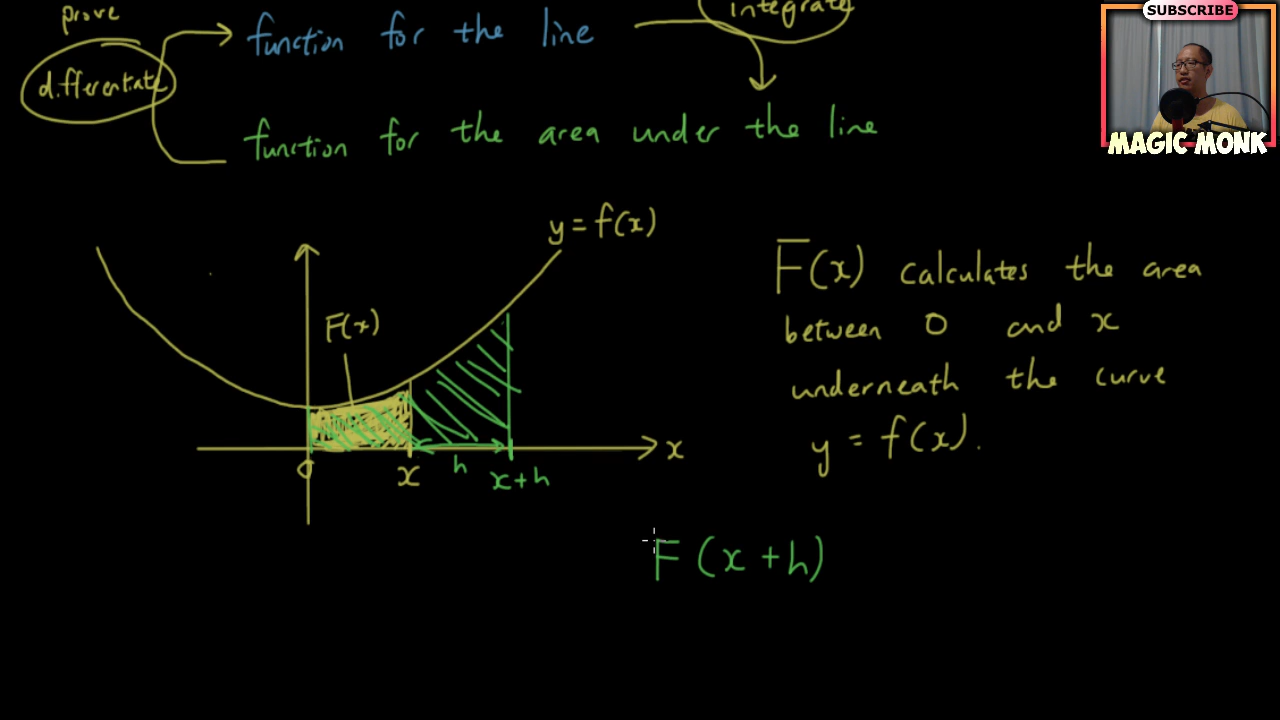 prove
integrate
function for the line
differentiate
function for the area under the line
y = f(x)
F(x)
F(x) calculates the area
between 0 and x
underneath the curve
y = f(x).
x
0
x
h
x+h
F(x+h)
SUBSCRIBE
MAGIC MONK